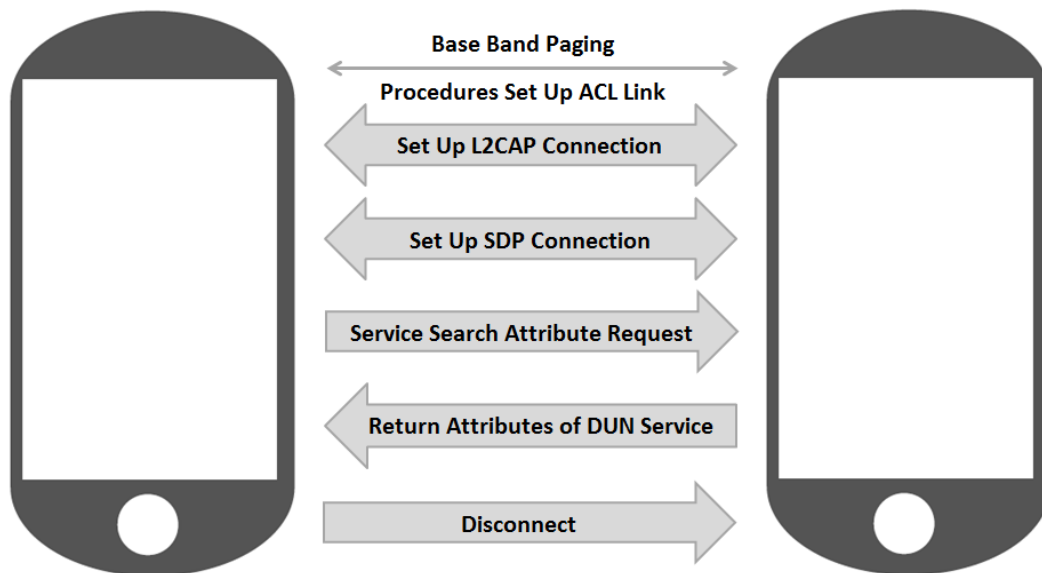 Base Band Paging
Procedures Set Up ACL Link
Set Up L2CAP Connection
Set Up SDP Connection
Service Search Attribute Request
Return Attributes of DUN Service
Disconnect